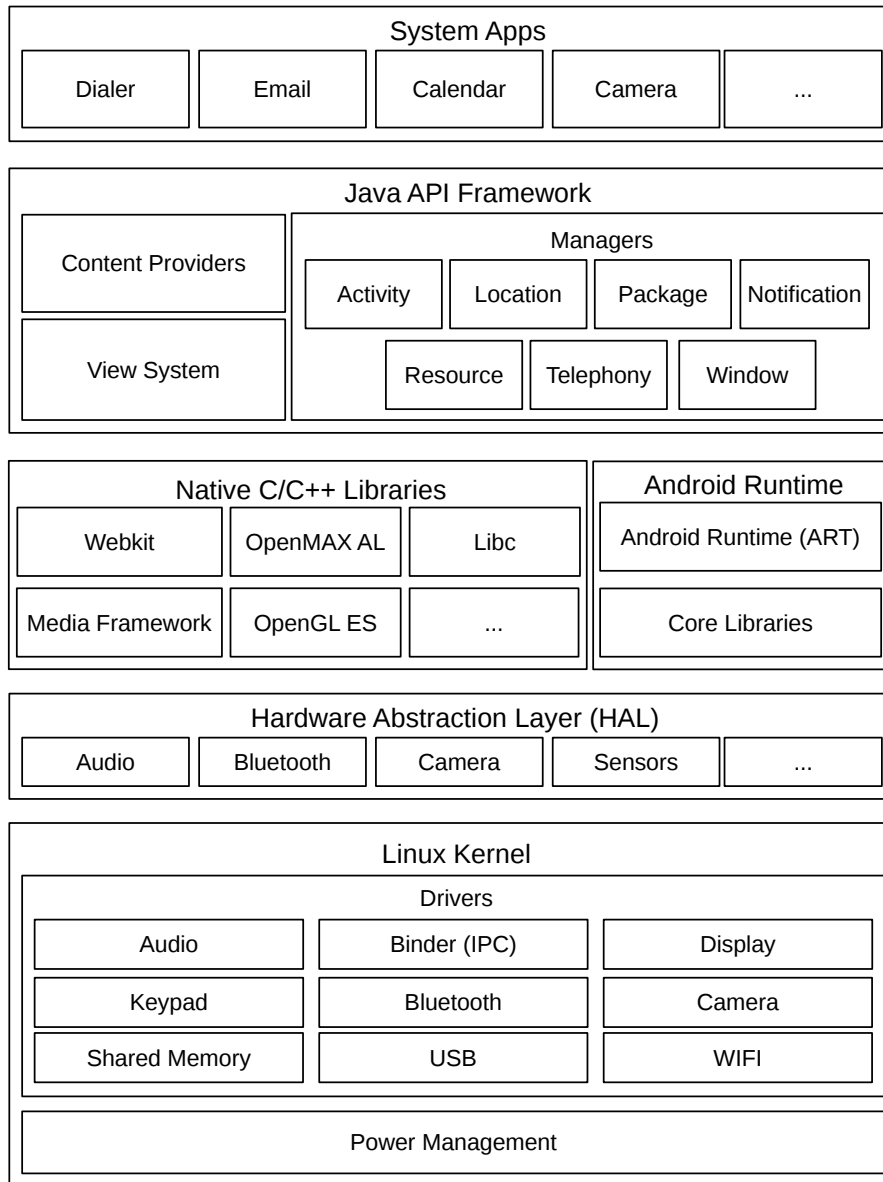 System Apps
Dialer
Email
Calendar
Camera
...
Java API Framework
Content Providers
View System
Managers
Activity
Location
Package
Notification
Resource
Telephony
Window
Native C/C++ Libraries
Webkit
OpenMAX AL
Libc
Media Framework
OpenGL ES
...
Android Runtime
Android Runtime (ART)
Core Libraries
Hardware Abstraction Layer (HAL)
Audio
Bluetooth
Camera
Sensors
...
Linux Kernel
Drivers
Audio
Binder (IPC)
Display
Keypad
Bluetooth
Camera
Shared Memory
USB
WIFI
Power Management